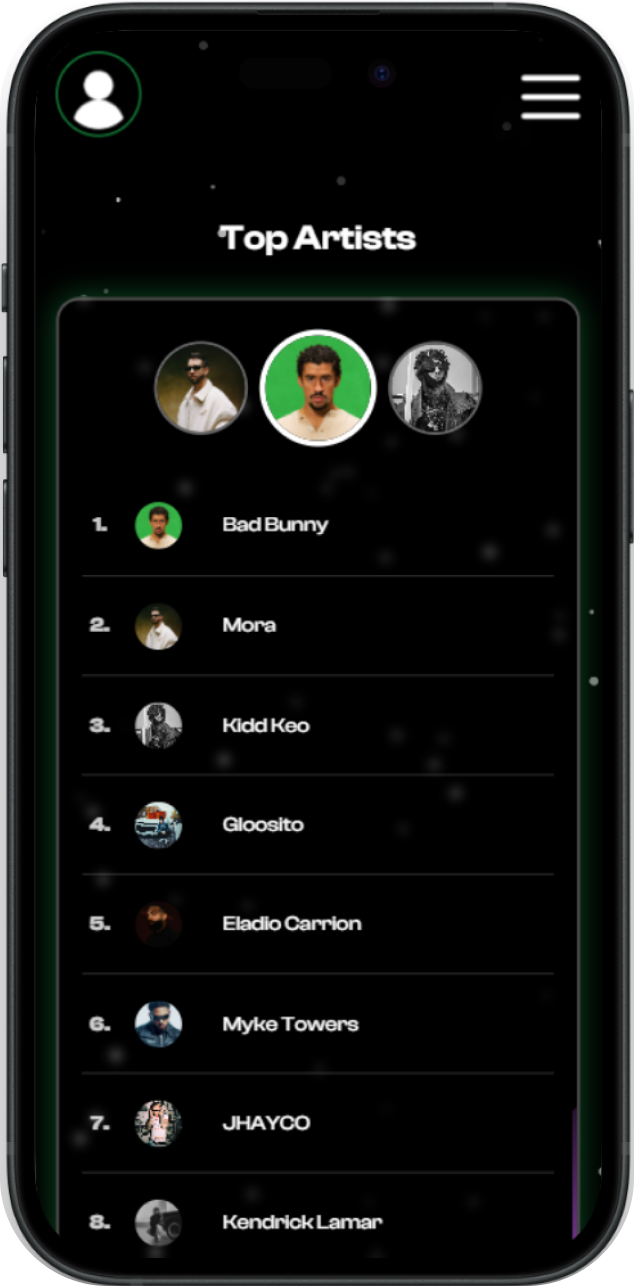 Top Artists
1. Bad Bunny
2. Mora
3. Kidd Keo
4. Gloosito
5. Eladio Carrion
6. Myke Towers
7. JHAYCO
8. Kendrick Lamar